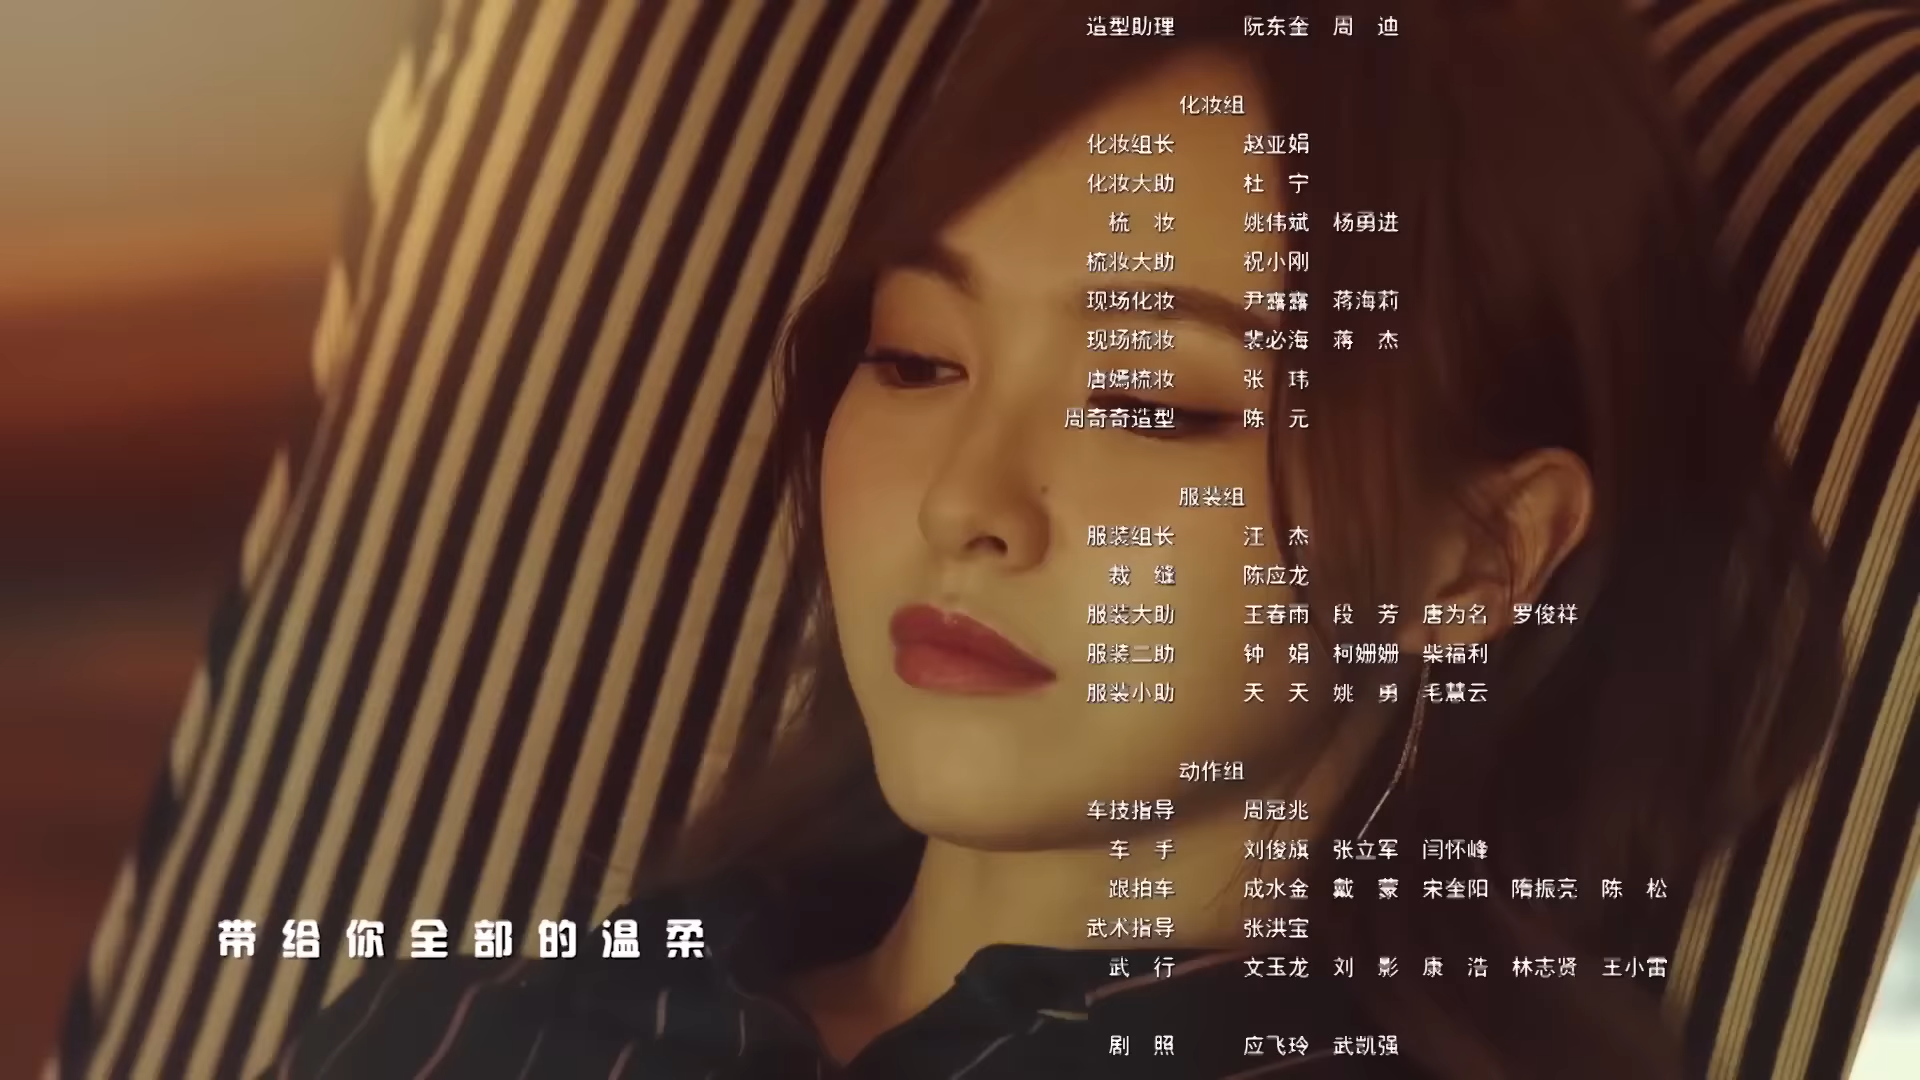 造型助理 阮东奎 周 迪
化妆组
化妆组长 赵亚娟
化妆大助 杜 宁
梳 妆 姚伟斌 杨勇进
梳妆大助 祝小刚
现场化妆 尹露露 蒋海莉
现场梳妆 裴必海 蒋 杰
唐嫣梳妆 张 玮
周奇奇造型 陈 元
服装组
服装组长 汪 杰
裁 缝 陈应龙
服装大助 王春雨 段 芳 唐为名 罗俊祥
服装二助 钟 娟 柯姗姗 柴福利
服装小助 天 天 姚 勇 毛慧云
动作组
车技指导 周冠兆
车 手 刘俊旗 张立军 闫怀峰
跟拍车 成水金 戴 蒙 宋奎阳 隋振亮 陈 松
武术指导 张洪宝
武 行 文玉龙 刘 影 康 浩 林志贤 王小雷
剧 照 应飞玲 武凯强
带给你全部的温柔